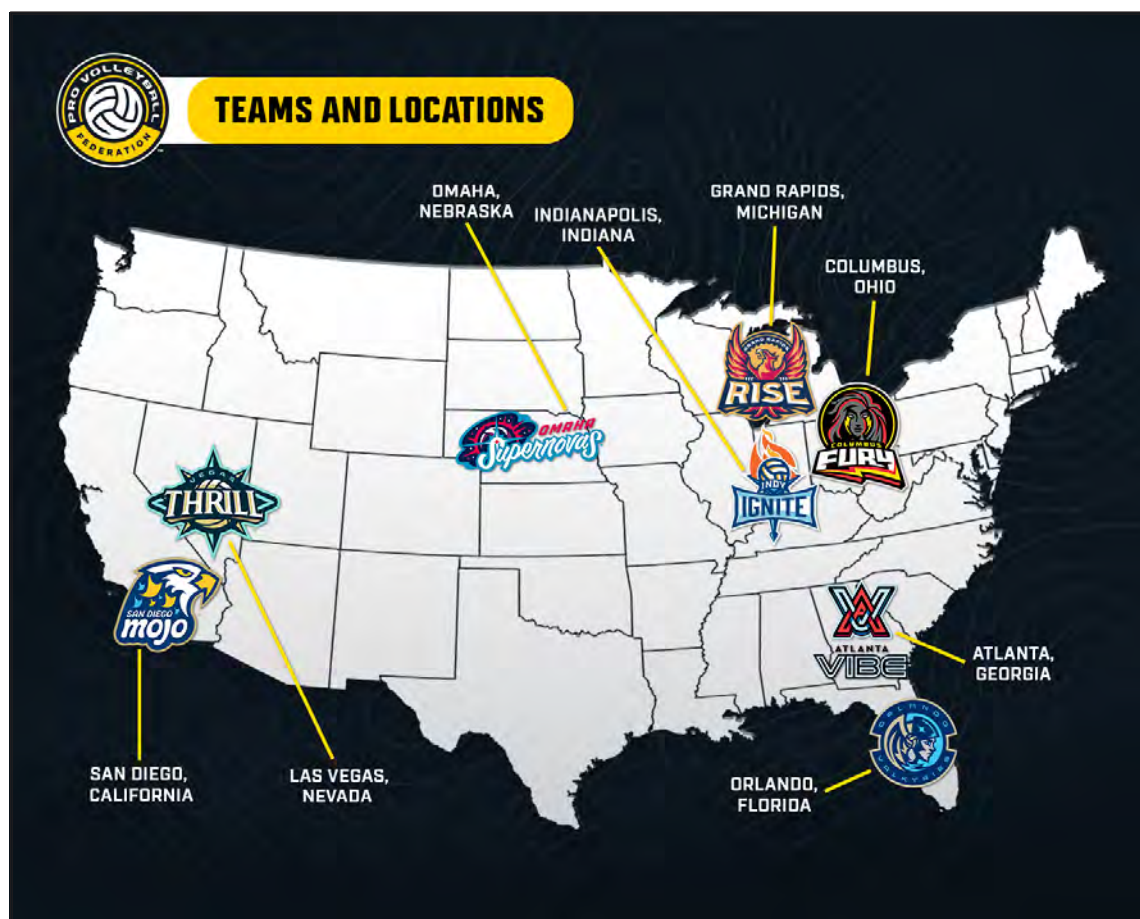 PRO VOLLEYBALL
FEDERATION
TEAMS AND LOCATIONS
OMAHA,
NEBRASKA
INDIANAPOLIS,
INDIANA
GRAND RAPIDS,
MICHIGAN
COLUMBUS,
OHIO
GRAND RAPIDS
RISE
COLUMBUS
FURY
OMAHA
Supernovas
INDY
IGNITE
VEGAS
THRILL
SAN DIEGO
mojo
ATLANTA
VIBE
ATLANTA,
GEORGIA
ORLANDO
VALKYRIES
SAN DIEGO,
CALIFORNIA
LAS VEGAS,
NEVADA
ORLANDO,
FLORIDA